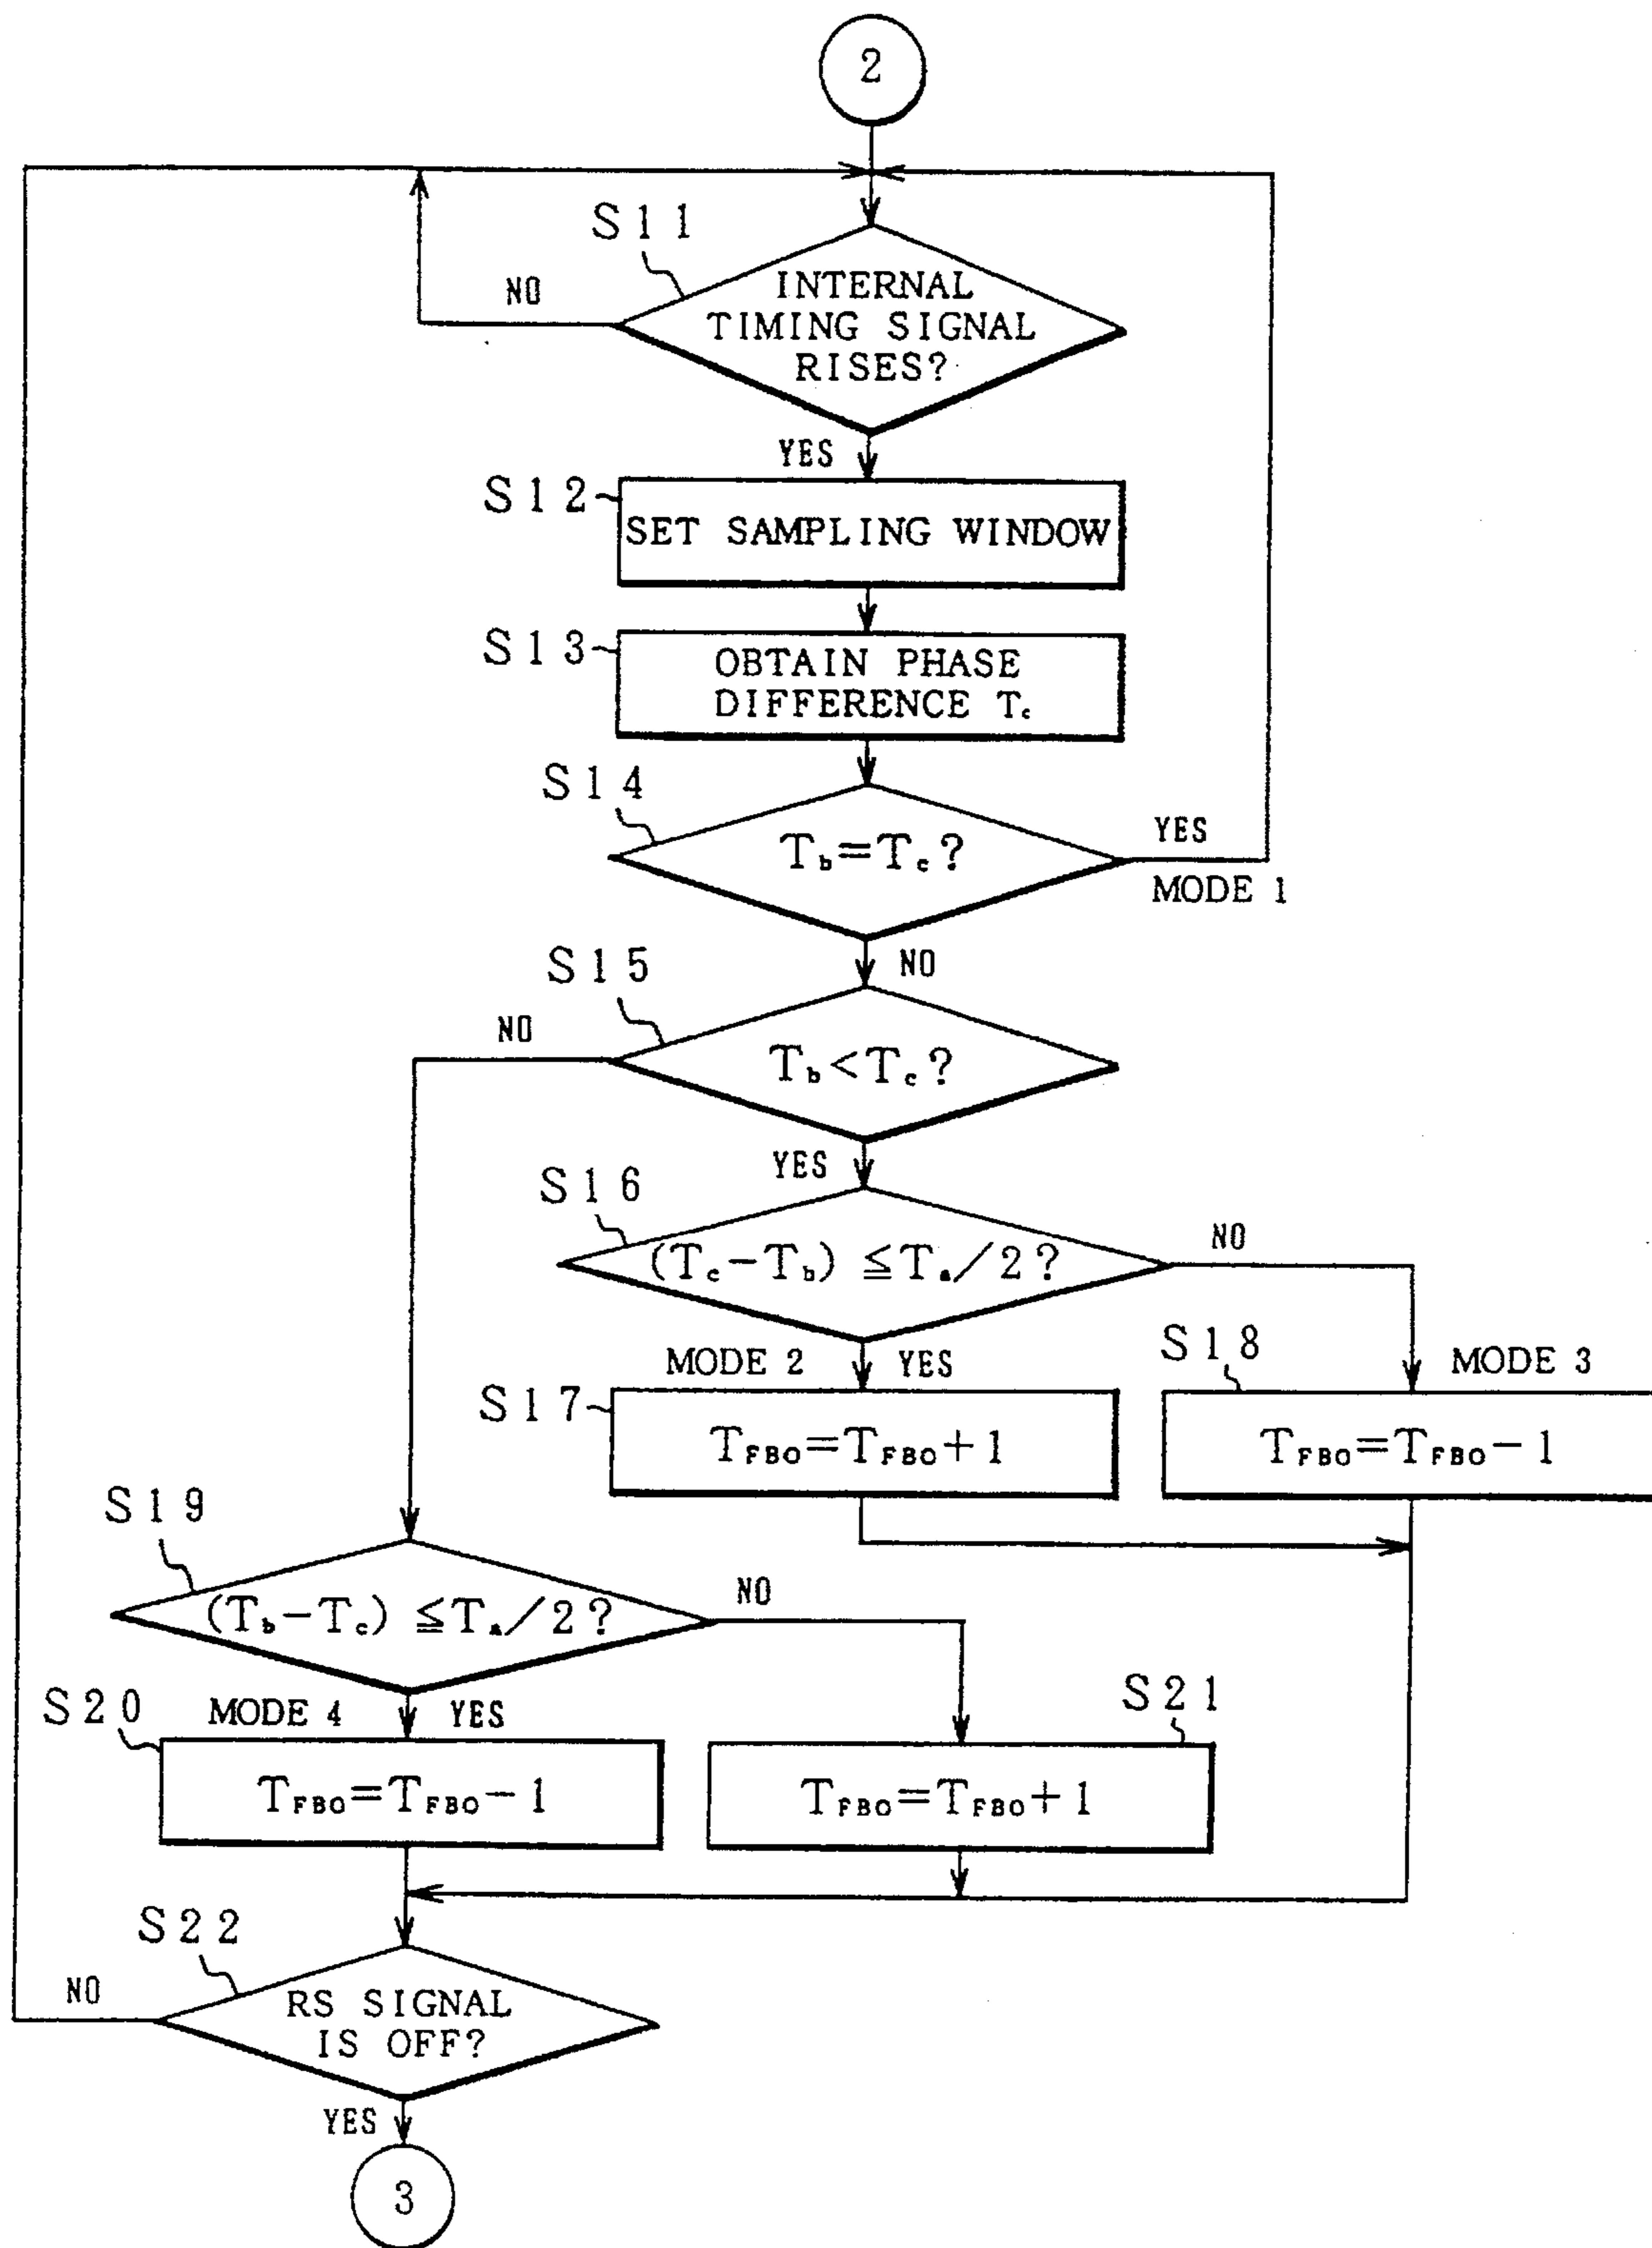 2
S11
INTERNAL
TIMING SIGNAL
RISES?
NO
YES
S12
SET SAMPLING WINDOW
S13
OBTAIN PHASE
DIFFERENCE Tc
S14
Tb=Tc?
YES
MODE 1
NO
S15
Tb<Tc?
NO
YES
S16
(Tc-Tb) ≦Ta/2?
NO
MODE 2
YES
S17
TFBO=TFBO+1
S18
MODE 3
TFBO=TFBO-1
S19
(Tb-Tc) ≦Ta/2?
NO
S20
MODE 4
YES
TFBO=TFBO-1
S21
TFBO=TFBO+1
S22
RS SIGNAL
IS OFF?
NO
YES
3